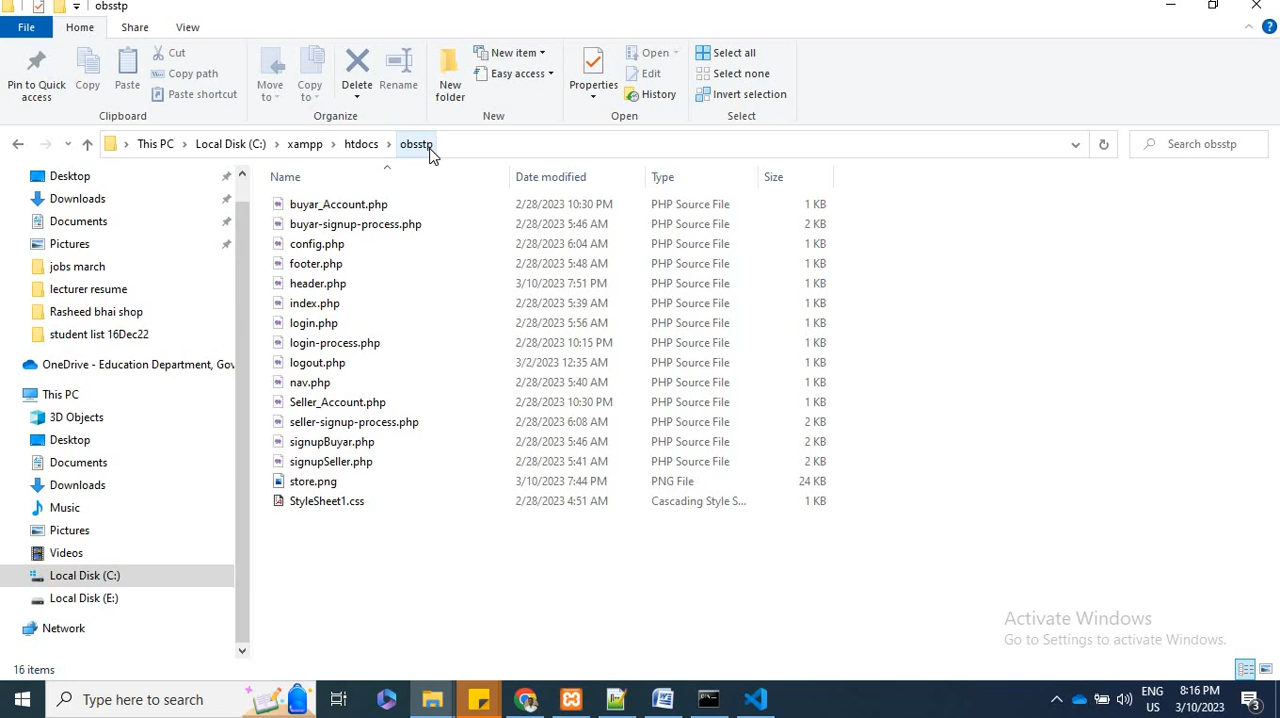 obsstp
File Home Share View
Pin to Quick access
Copy
Paste
Cut
Copy path
Paste shortcut
Clipboard
Move to
Copy to
Delete
Rename
Organize
New folder
New item
Easy access
New
Properties
Open
Edit
History
Open
Select all
Select none
Invert selection
Select
This PC > Local Disk (C:) > xampp > htdocs > obsstp
Search obsstp
Desktop
Downloads
Documents
Pictures
jobs march
lecturer resume
Rasheed bhai shop
student list 16Dec22
OneDrive - Education Department, Gov
This PC
3D Objects
Desktop
Documents
Downloads
Music
Pictures
Videos
Local Disk (C:)
Local Disk (E:)
Network
Name Date modified Type Size
buyar_Account.php 2/28/2023 10:30 PM PHP Source File 1 KB
buyar-signup-process.php 2/28/2023 5:46 AM PHP Source File 2 KB
config.php 2/28/2023 6:04 AM PHP Source File 1 KB
footer.php 2/28/2023 5:48 AM PHP Source File 1 KB
header.php 3/10/2023 7:51 PM PHP Source File 1 KB
index.php 2/28/2023 5:39 AM PHP Source File 1 KB
login.php 2/28/2023 5:56 AM PHP Source File 1 KB
login-process.php 2/28/2023 10:15 PM PHP Source File 1 KB
logout.php 3/2/2023 12:35 AM PHP Source File 1 KB
nav.php 2/28/2023 5:40 AM PHP Source File 1 KB
Seller_Account.php 2/28/2023 10:30 PM PHP Source File 1 KB
seller-signup-process.php 2/28/2023 6:08 AM PHP Source File 2 KB
signupBuyar.php 2/28/2023 5:46 AM PHP Source File 2 KB
signupSeller.php 2/28/2023 5:41 AM PHP Source File 2 KB
store.png 3/10/2023 7:44 PM PNG File 24 KB
StyleSheet1.css 2/28/2023 4:51 AM Cascading Style S... 1 KB
Activate Windows
Go to Settings to activate Windows.
16 items
Type here to search
ENG
US
8:16 PM
3/10/2023
3